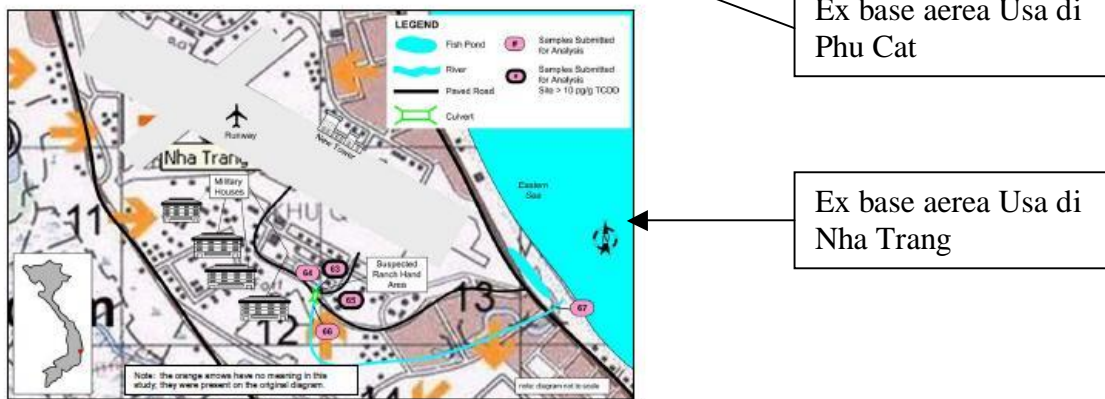 Ex base aerea Usa di
Phu Cat
LEGEND
Fish Pond
River
Paved Road
Culvert
Samples Submitted
for Analysis
Samples Submitted
for Analysis
Site > 10 pg/g TCDD
Runway
New Tower
Nha Trang
Military
Houses
Eastern
Sea
N
Ex base aerea Usa di
Nha Trang
11
KHU
Suspected
Ranch Hand
Area
64
63
65
13
67
12
66
Note: the orange arrows have no meaning in this
study; they were present on the original diagram.
note: diagram not to scale
14